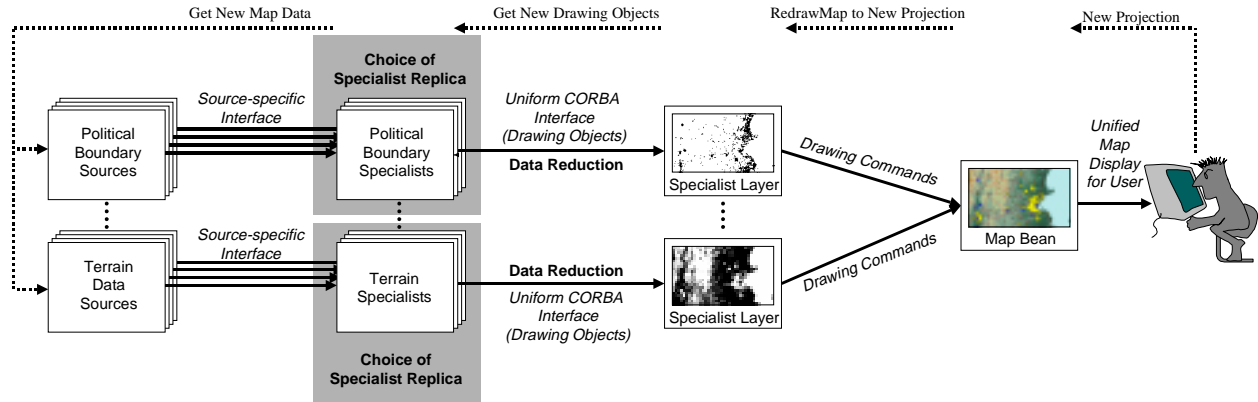 Get New Map Data
Get New Drawing Objects
RedrawMap to New Projection
New Projection
Choice of
Specialist Replica
Source-specific
Interface
Uniform CORBA
Interface
(Drawing Objects)
Data Reduction
Political
Boundary
Sources
Political
Boundary
Specialists
Specialist Layer
Drawing Commands
Unified
Map
Display
for User
Map Bean
Source-specific
Interface
Terrain
Data
Sources
Terrain
Specialists
Data Reduction
Uniform CORBA
Interface
(Drawing Objects)
Specialist Layer
Drawing Commands
Choice of
Specialist Replica